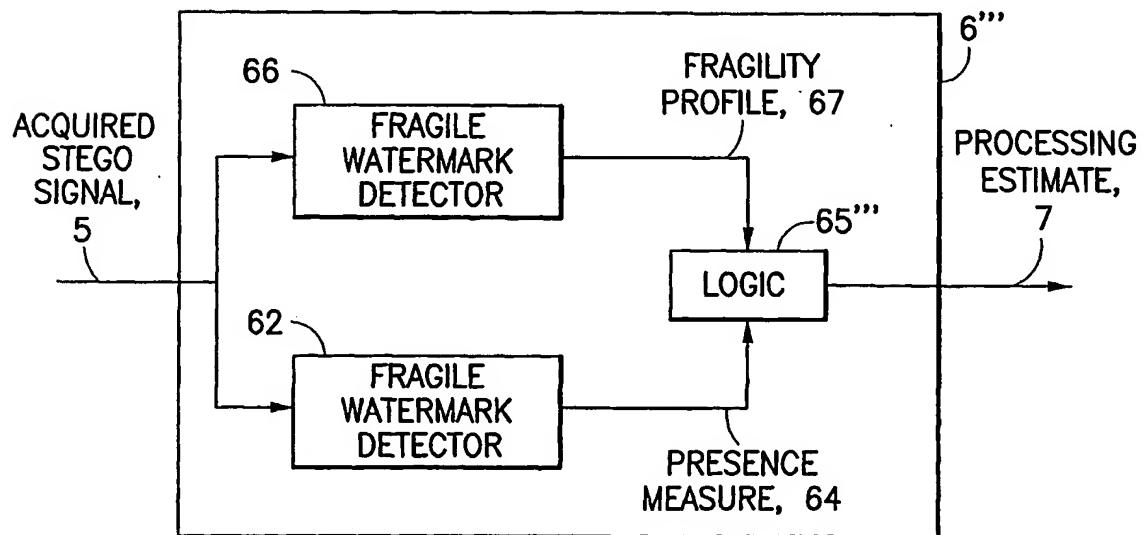 6'''
66
FRAGILITY
PROFILE, 67
ACQUIRED
STEGO
SIGNAL,
5
FRAGILE
WATERMARK
DETECTOR
PROCESSING
ESTIMATE,
7
65'''
LOGIC
62
FRAGILE
WATERMARK
DETECTOR
PRESENCE
MEASURE, 64